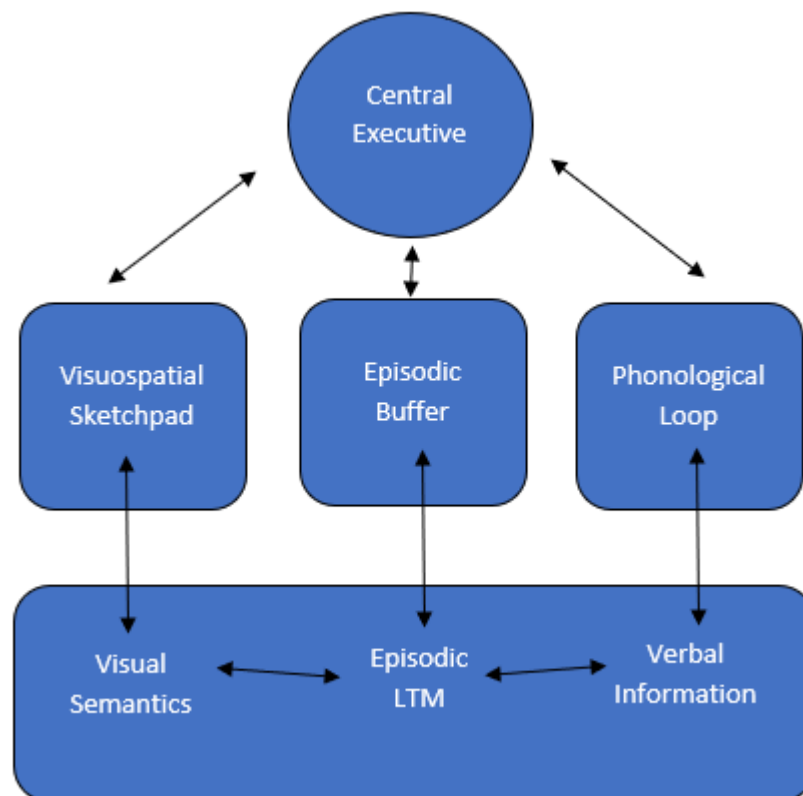 Central
Executive
Visuospatial
Sketchpad
Episodic
Buffer
Phonological
Loop
Visual
Semantics
Episodic
LTM
Verbal
Information